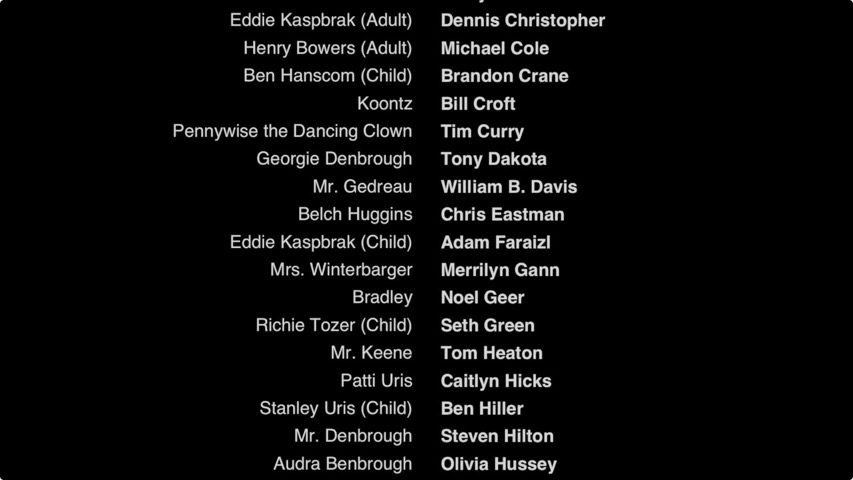 Eddie Kaspbrak (Adult) Dennis Christopher
Henry Bowers (Adult) Michael Cole
Ben Hanscom (Child) Brandon Crane
Koontz Bill Croft
Pennywise the Dancing Clown Tim Curry
Georgie Denbrough Tony Dakota
Mr. Gedreau William B. Davis
Belch Huggins Chris Eastman
Eddie Kaspbrak (Child) Adam Faraizl
Mrs. Winterbarger Merrilyn Gann
Bradley Noel Geer
Richie Tozer (Child) Seth Green
Mr. Keene Tom Heaton
Patti Uris Caitlyn Hicks
Stanley Uris (Child) Ben Hiller
Mr. Denbrough Steven Hilton
Audra Benbrough Olivia Hussey